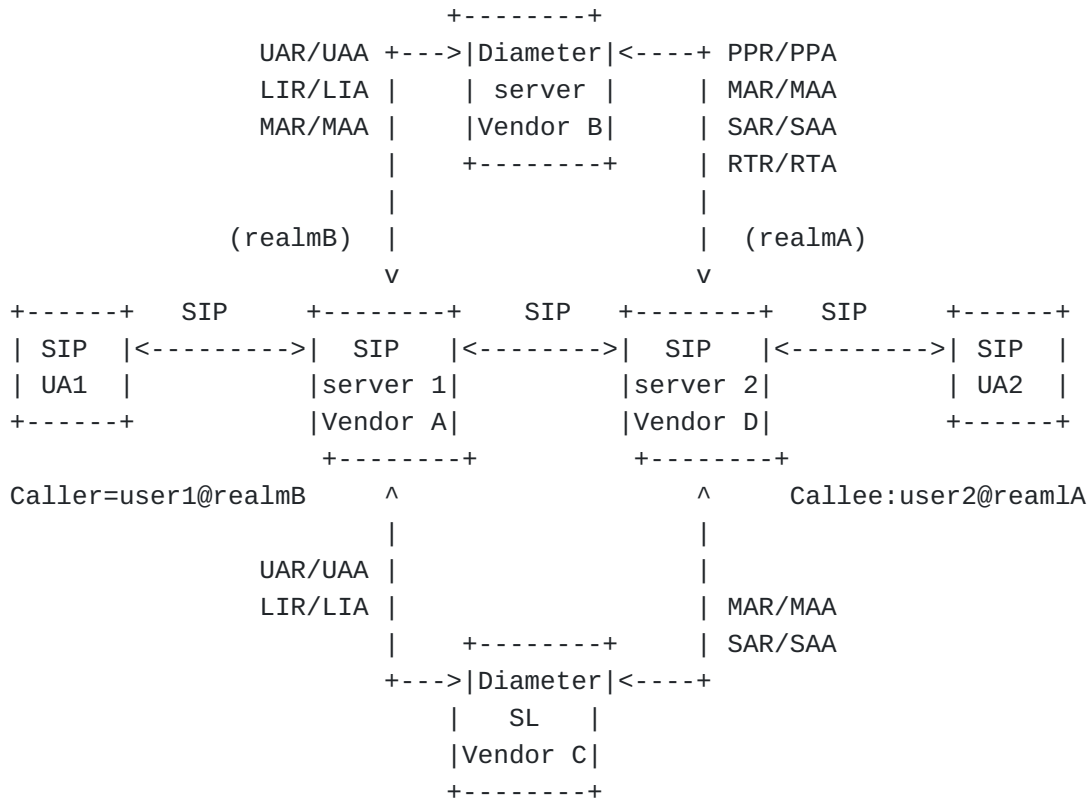 +--------+
                UAR/UAA +--->|Diameter|<----+ PPR/PPA
                LIR/LIA |    | server |     | MAR/MAA
                MAR/MAA |    |Vendor B|     | SAR/SAA
                        |    +--------+     | RTR/RTA
                        |                   |
              (realmB)  |                   |  (realmA)
                        v                   v
+------+   SIP     +--------+    SIP   +--------+   SIP     +------+
| SIP  |<--------->|  SIP   |<-------->|  SIP   |<--------->| SIP  |
| UA1  |           |server 1|          |server 2|           | UA2  |
+------+           |Vendor A|          |Vendor D|           +------+
                    +--------+          +--------+
Caller=user1@realmB     ^                   ^     Callee:user2@reamlA
                        |                   |
                UAR/UAA |                   |
                LIR/LIA |                   | MAR/MAA
                        |    +--------+     | SAR/SAA
                        +--->|Diameter|<----+
                            |   SL   |
                            |Vendor C|
                            +--------+